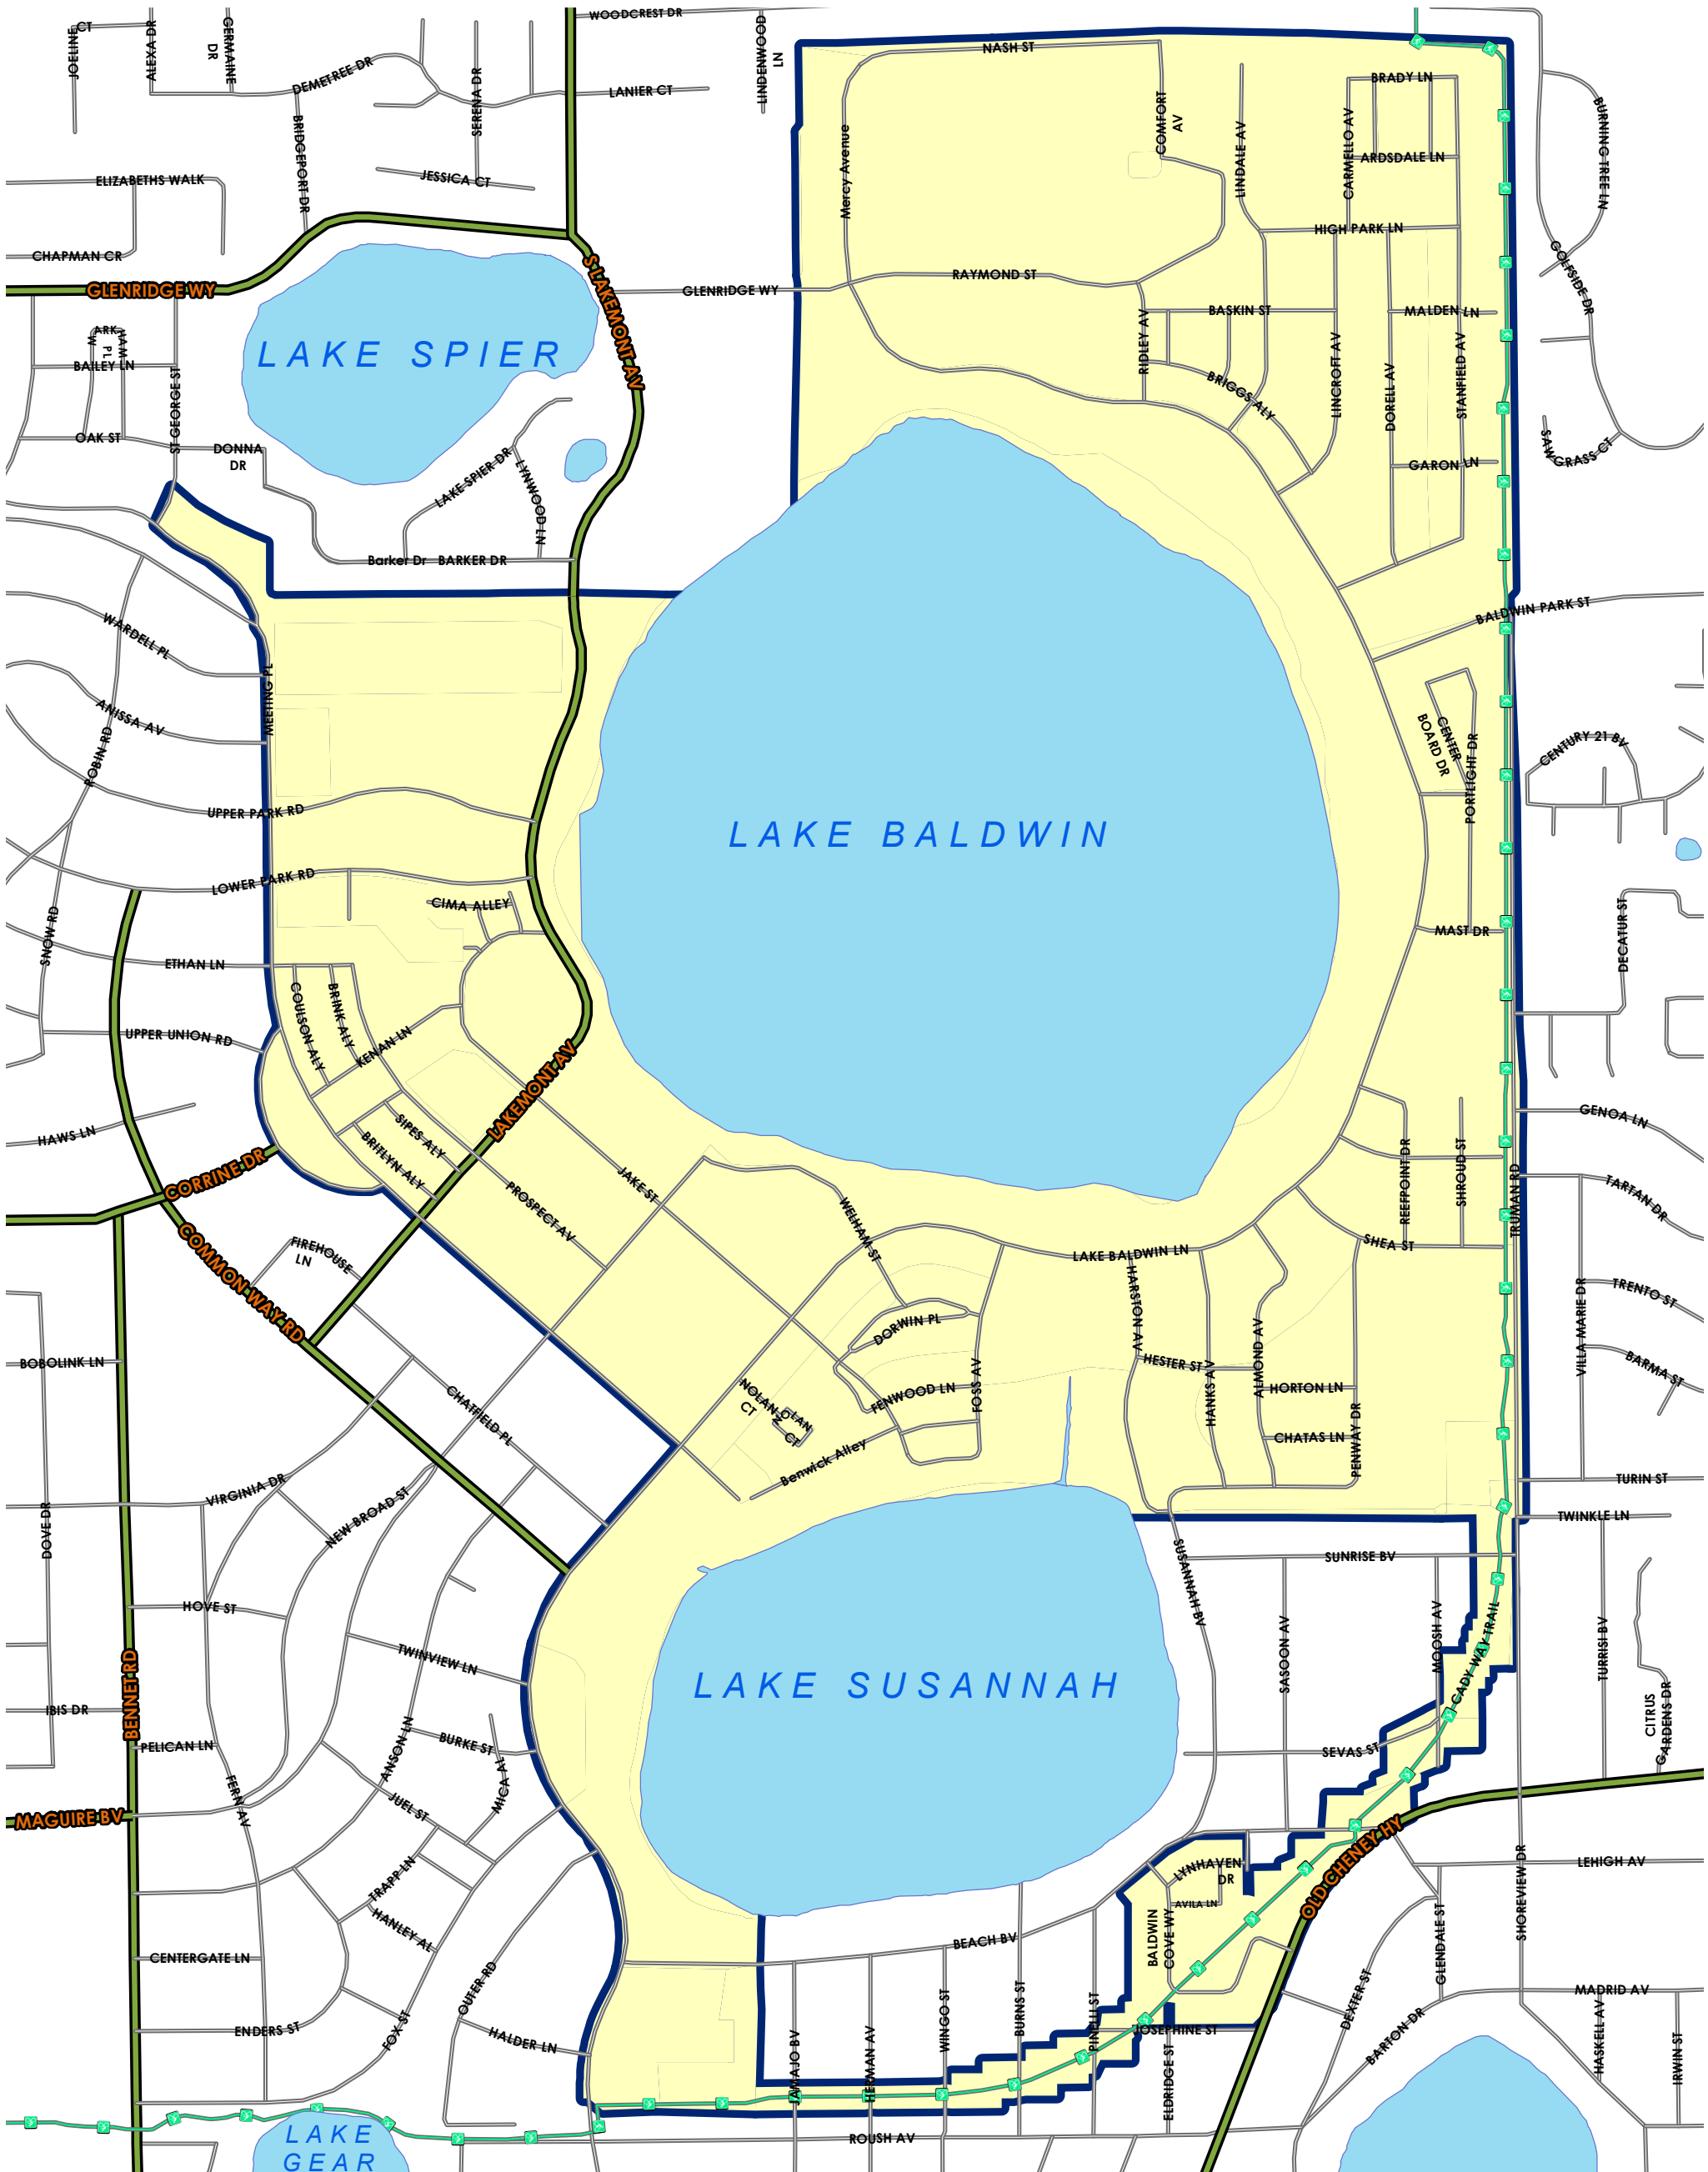 WOODCREST DR
JOELINE CT
ALEXA DR
GERMAINE DR
DEMETREE DR
SERENA DR
LANIER CT
LINDENWOOD LN
NASH ST
COMFORT AV
BRADY LN
BRIDGEPORT DR
Mercy Avenue
LINDALE AV
CARMELLO AV
ARDSDALE LN
BURNING TREE LN
ELIZABETHS WALK
JESSICA CT
HIGH PARK LN
CHAPMAN CR
GLENRIDGE WY
S LAKEMONT AV
GLENRIDGE WY
RAYMOND ST
GOLFSIDE DR
BASKIN ST
MALDEN LN
RIDLEY AV
BAILEY LN
ST GEORGE ST
LAKE SPIER
BRIGGS ALY
LINCROFT AV
DORELL AV
STANFIELD AV
OAK ST
DONNA DR
LAKE SPIER DR
LYNWOOD LN
GARON LN
SAWGRASS CT
Barker Dr
BARKER DR
BALDWIN PARK ST
WARDELL PL
MEETING PL
ANISSA AV
ROBIN RD
CENTER BOARD DR
PORTLIGHT DR
CENTURY 21 BV
UPPER PARK RD
LAKE BALDWIN
LOWER PARK RD
CIMA ALLEY
SNOW RD
MAST DR
DECATUR ST
ETHAN LN
COULSON ALY
BRINK ALY
KENAN LN
UPPER UNION RD
LAKEMONT AV
HAWS LN
SIPES ALY
BRITLYN ALY
GENOA LN
CORRINE DR
PROSPECT AV
JAKE ST
REEFPOINT DR
SHROUD ST
TRUMAN RD
TARTAN DR
COMMON WAY RD
FIREHOUSE LN
WELHAM ST
LAKE BALDWIN LN
SHEA ST
HARSTON AV
VILLA MARIE DR
TRENTO ST
DORWIN PL
BOBOLINK LN
HESTER ST
HANKS AV
ALMOND AV
HORTON LN
BARMA ST
CHATFIELD PL
NOLAN CT
NOLAN CT
FENWOOD LN
FOSS AV
CHATAS LN
PENWAY DR
Benwick Alley
VIRGINIA DR
NEW BROAD ST
TURIN ST
DOVE DR
TWINKLE LN
SUSANNAH BV
SUNRISE BV
HOVE ST
TWINVIEW LN
SASOON AV
MOOSH AV
CADY WAY TRAIL
TURRISI BV
LAKE SUSANNAH
BENNET RD
IBIS DR
CITRUS GARDENS DR
PELICAN LN
ANSON LN
BURKE ST
SEVAS ST
FERN AV
MICA AL
JUEL ST
MAGUIRE BV
OLD CHENEY HY
TRAPP LN
LYNHAVEN DR
LEHIGH AV
AVILA LN
HANLEY AL
BALDWIN COVE WY
GLENDALE ST
SHOREVIEW DR
BEACH BV
CENTERGATE LN
OUTER RD
ENDERS ST
FOX ST
HALDER LN
JAMAJO BV
HERMAN AV
WINGO ST
BURNS ST
PINELLI ST
JOSEPHINE ST
ELDRIDGE ST
DEXTER ST
BARTON DR
MADRID AV
HASKELL AV
IRWIN ST
ROUSH AV
LAKE
GEAR